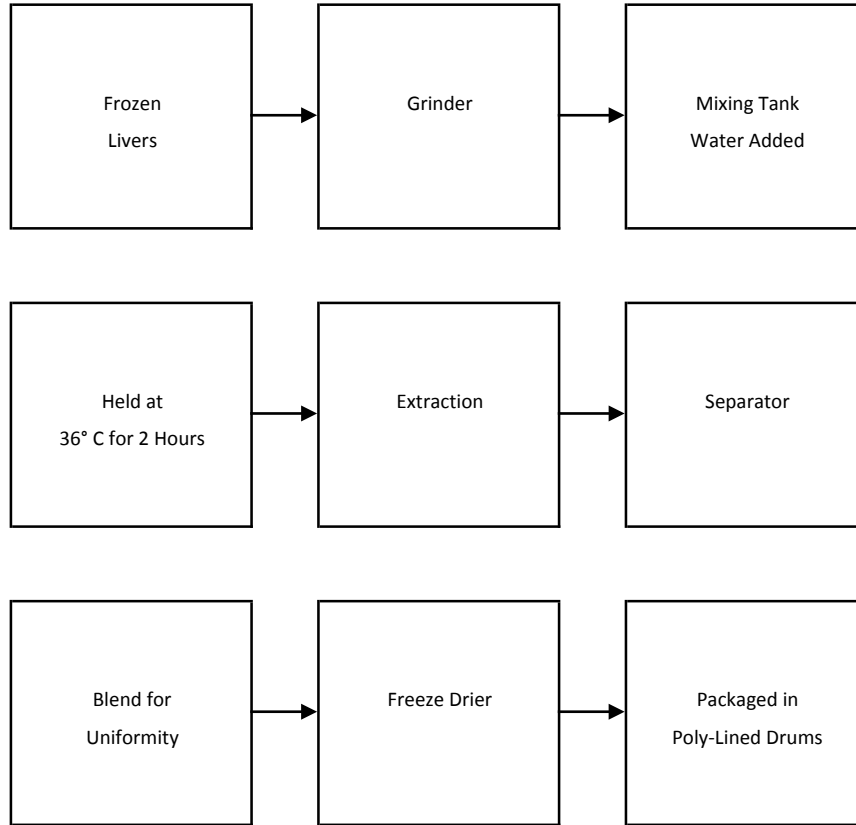 Frozen
Livers
Grinder
Mixing Tank
Water Added
Held at
36° C for 2 Hours
Extraction
Separator
Blend for
Uniformity
Freeze Drier
Packaged in
Poly-Lined Drums